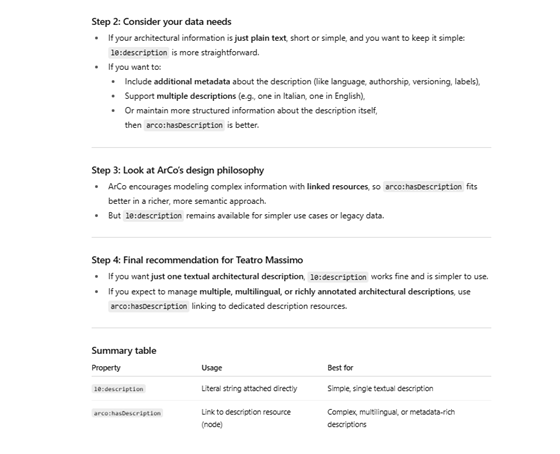 Step 2: Consider your data needs
• If your architectural information is just plain text, short or simple, and you want to keep it simple:
l0:description is more straightforward.
• If you want to:
• Include additional metadata about the description (like language, authorship, versioning, labels),
• Support multiple descriptions (e.g., one in Italian, one in English),
• Or maintain more structured information about the description itself,
then arco:hasDescription is better.
Step 3: Look at ArCo's design philosophy
• ArCo encourages modeling complex information with linked resources, so arco:hasDescription fits
better in a richer, more semantic approach.
• But l0:description remains available for simpler use cases or legacy data.
Step 4: Final recommendation for Teatro Massimo
• If you want just one textual architectural description, l0:description works fine and is simpler to use.
• If you expect to manage multiple, multilingual, or richly annotated architectural descriptions, use
arco:hasDescription linking to dedicated description resources.
Summary table
Property Usage Best for
l0:description Literal string attached directly Simple, single textual description
arco:hasDescription Link to description resource Complex, multilingual, or metadata-rich
(node) descriptions